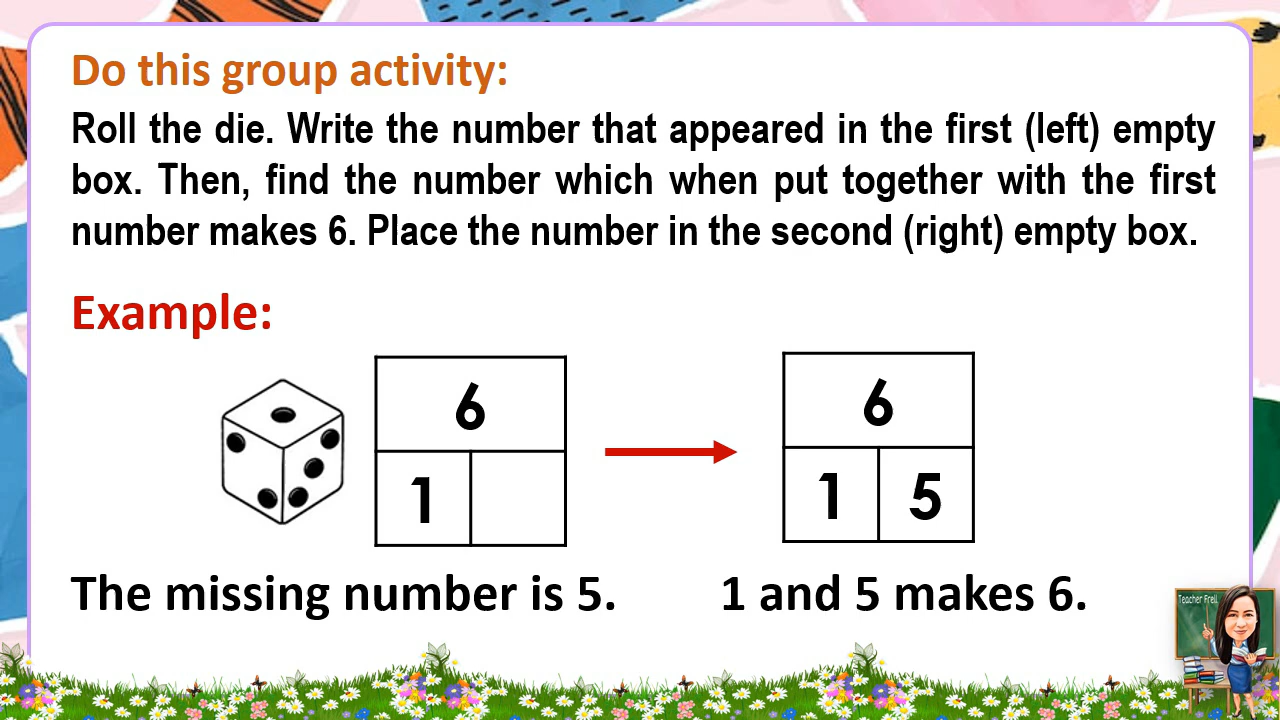 Do this group activity:
Roll the die. Write the number that appeared in the first (left) empty
box. Then, find the number which when put together with the first
number makes 6. Place the number in the second (right) empty box.
Example:
6
1
6
1 5
The missing number is 5.
1 and 5 makes 6.
Teacher Frell